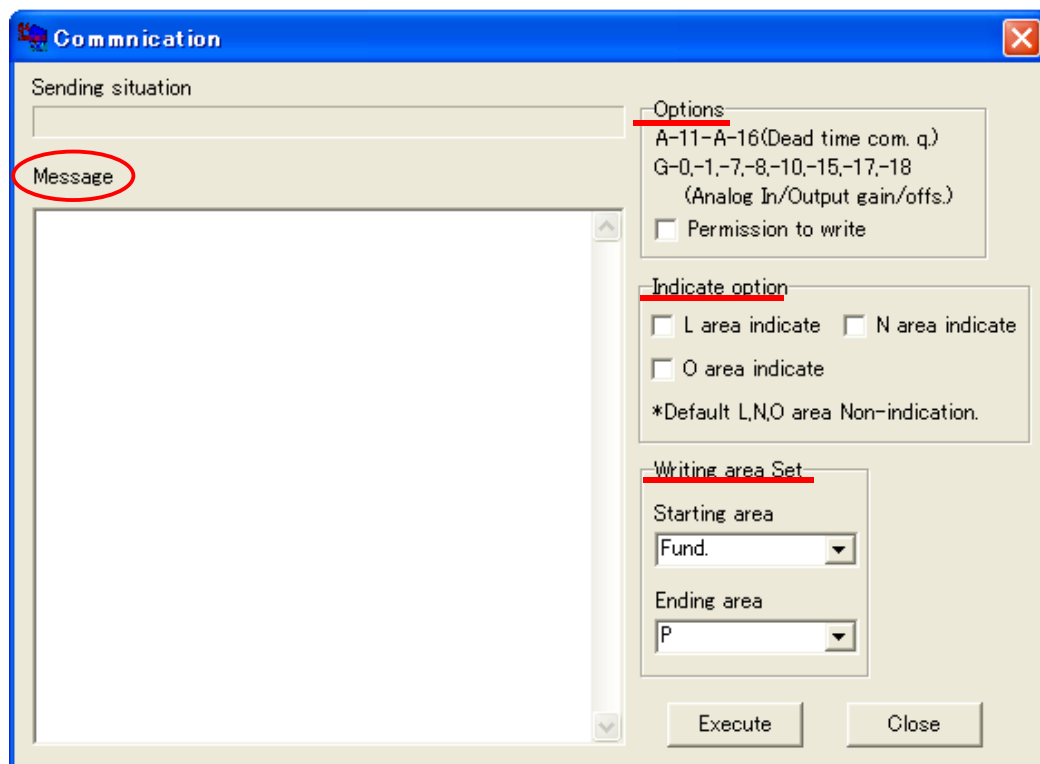 Commnication
Sending situation
Message
Options
A-11-A-16(Dead time com. q.)
G-0,-1,-7,-8,-10,-15,-17,-18
(Analog In/Output gain/offs.)
Permission to write
Indicate option
L area indicate N area indicate
O area indicate
*Default L,N,O area Non-indication.
Writing area Set
Starting area
Fund.
Ending area
P
Execute Close